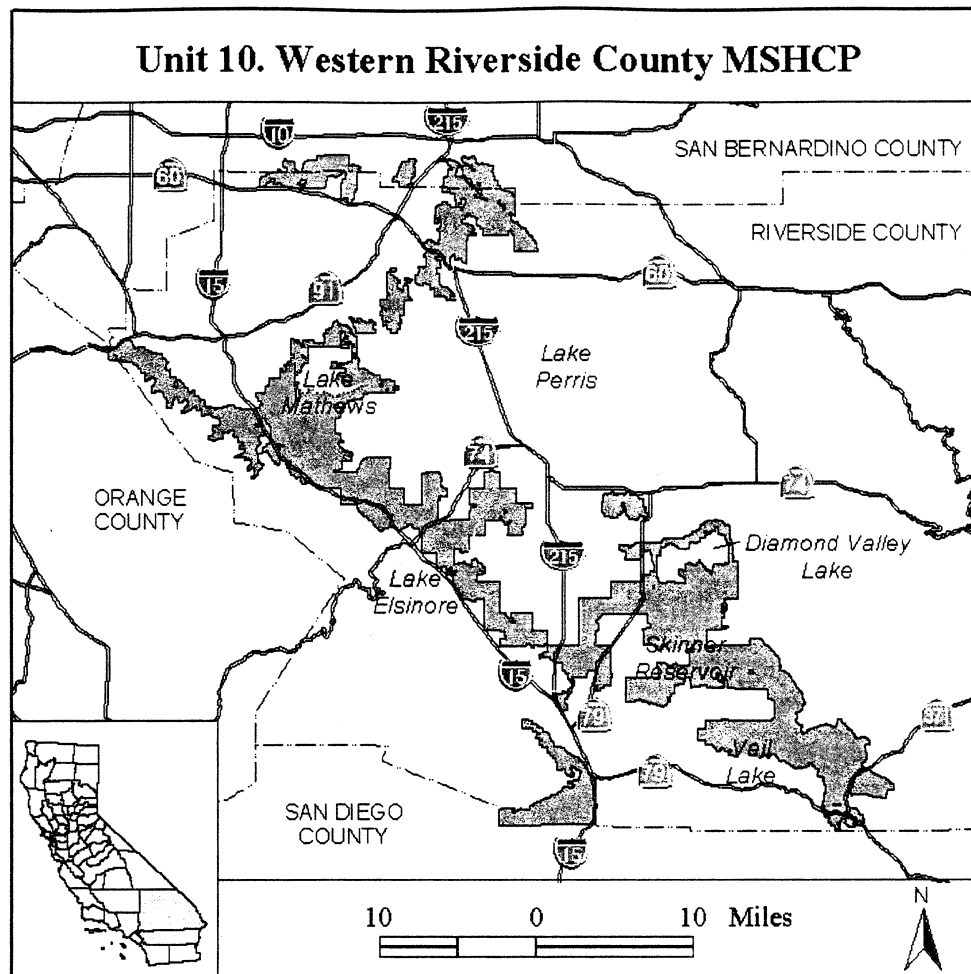 Unit 10. Western Riverside County MSHCP
10
215
SAN BERNARDINO COUNTY
60
RIVERSIDE COUNTY
15
91
60
215
Lake
Perris
Lake
Mathews
74
74
ORANGE
COUNTY
215
Diamond Valley
Lake
Lake
Elsinore
Skinner
Reservoir
15
79
Vail
Lake
79
SAN DIEGO
COUNTY
15
N
10 0 10 Miles